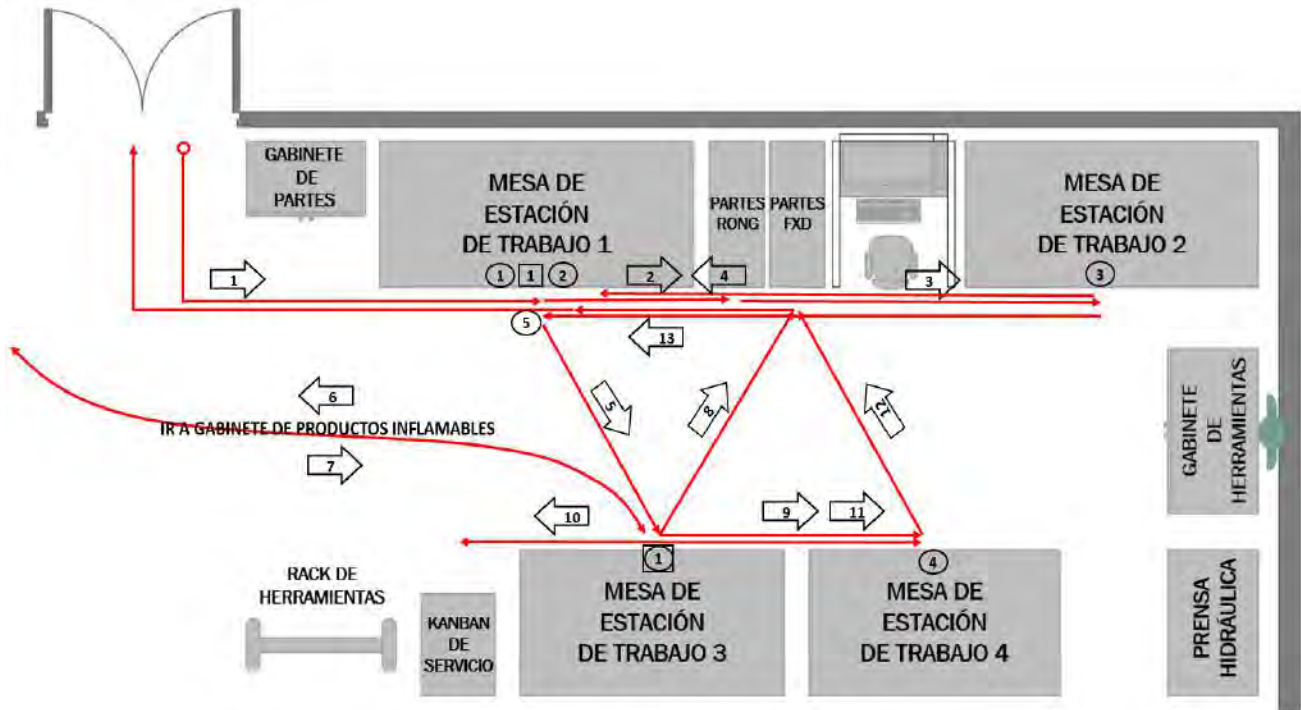 GABINETE
DE
PARTES
MESA DE
ESTACIÓN
DE TRABAJO 1
PARTES
RONG
PARTES
FXD
MESA DE
ESTACIÓN
DE TRABAJO 2
1
1
2
2
4
3
3
1
5
13
6
IR A GABINETE DE PRODUCTOS INFLAMABLES
7
5
8
12
GABINETE
DE
HERRAMIENTAS
10
9
11
1
4
RACK DE
HERRAMIENTAS
KANBAN
DE
SERVICIO
MESA DE
ESTACIÓN
DE TRABAJO 3
MESA DE
ESTACIÓN
DE TRABAJO 4
PRENSA
HIDRÁULICA